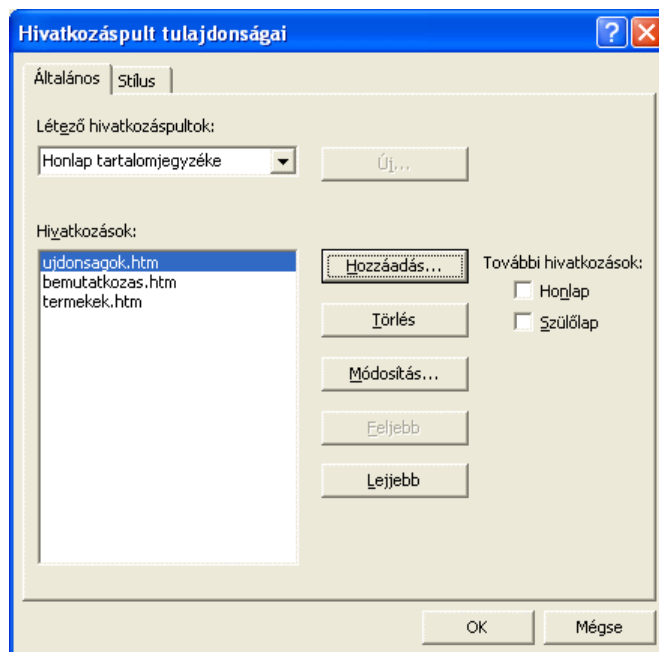 Hivatkozáspult tulajdonságai
Általános
Stílus
Létező hivatkozáspultok:
Honlap tartalomjegyzéke
Új...
Hivatkozások:
ujdonsagok.htm
bemutatkozas.htm
termekek.htm
Hozzáadás...
További hivatkozások:
Honlap
Szülőlap
Törlés
Módosítás...
Feljebb
Lejjebb
OK
Mégse